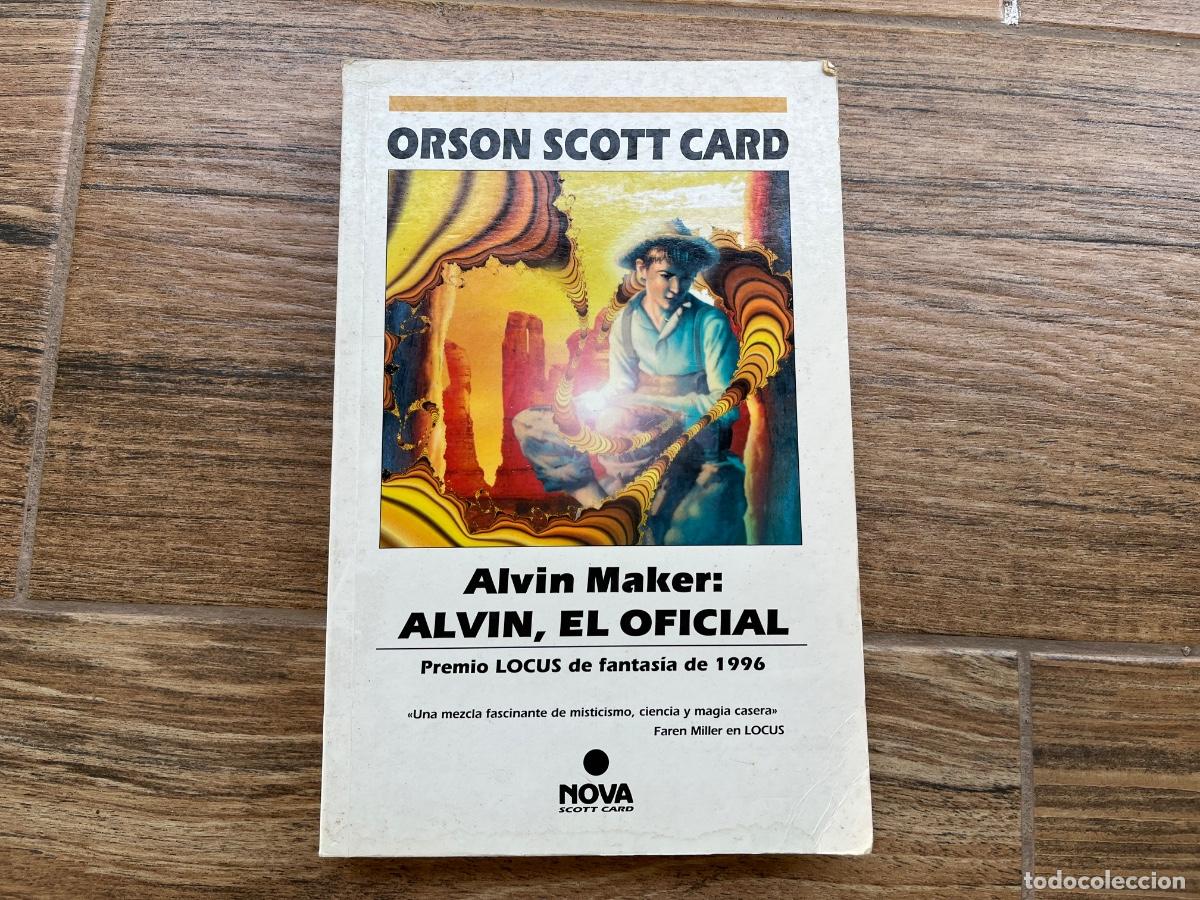 ORSON SCOTT CARD
Alvin Maker:
ALVIN, EL OFICIAL
Premio LOCUS de fantasía de 1996
«Una mezcla fascinante de misticismo, ciencia y magia casera»
Faren Miller en LOCUS
NOVA
SCOTT CARD
todocoleccion